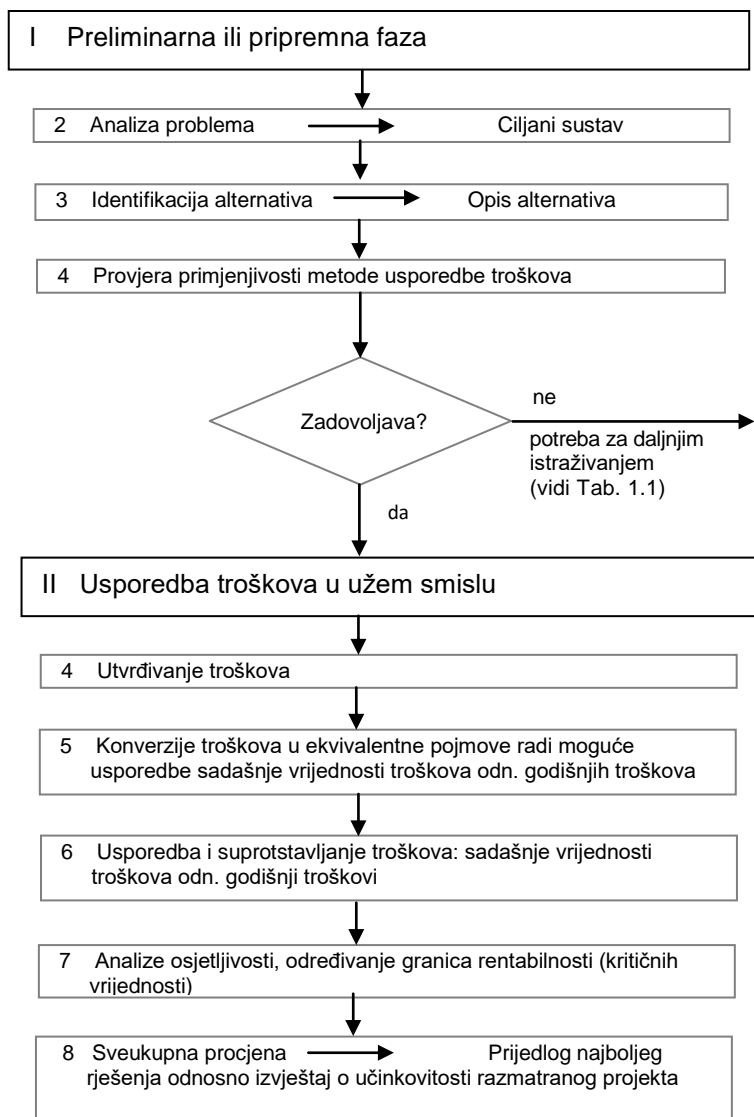 I Preliminarna ili pripremna faza
2 Analiza problema Ciljani sustav
3 Identifikacija alternativa Opis alternativa
4 Provjera primjenjivosti metode usporedbe troškova
Zadovoljava?
ne
potreba za daljnjim
istraživanjem
(vidi Tab. 1.1)
da
II Usporedba troškova u užem smislu
4 Utvrđivanje troškova
5 Konverzije troškova u ekvivalentne pojmove radi moguće
usporedbe sadašnje vrijednosti troškova odn. godišnjih troškova
6 Usporedba i suprotstavljanje troškova: sadašnje vrijednosti
troškova odn. godišnji troškovi
7 Analize osjetljivosti, određivanje granica rentabilnosti (kritičnih
vrijednosti)
8 Sveukupna procjena Prijedlog najboljeg
rješenja odnosno izvještaj o učinkovitosti razmatranog projekta